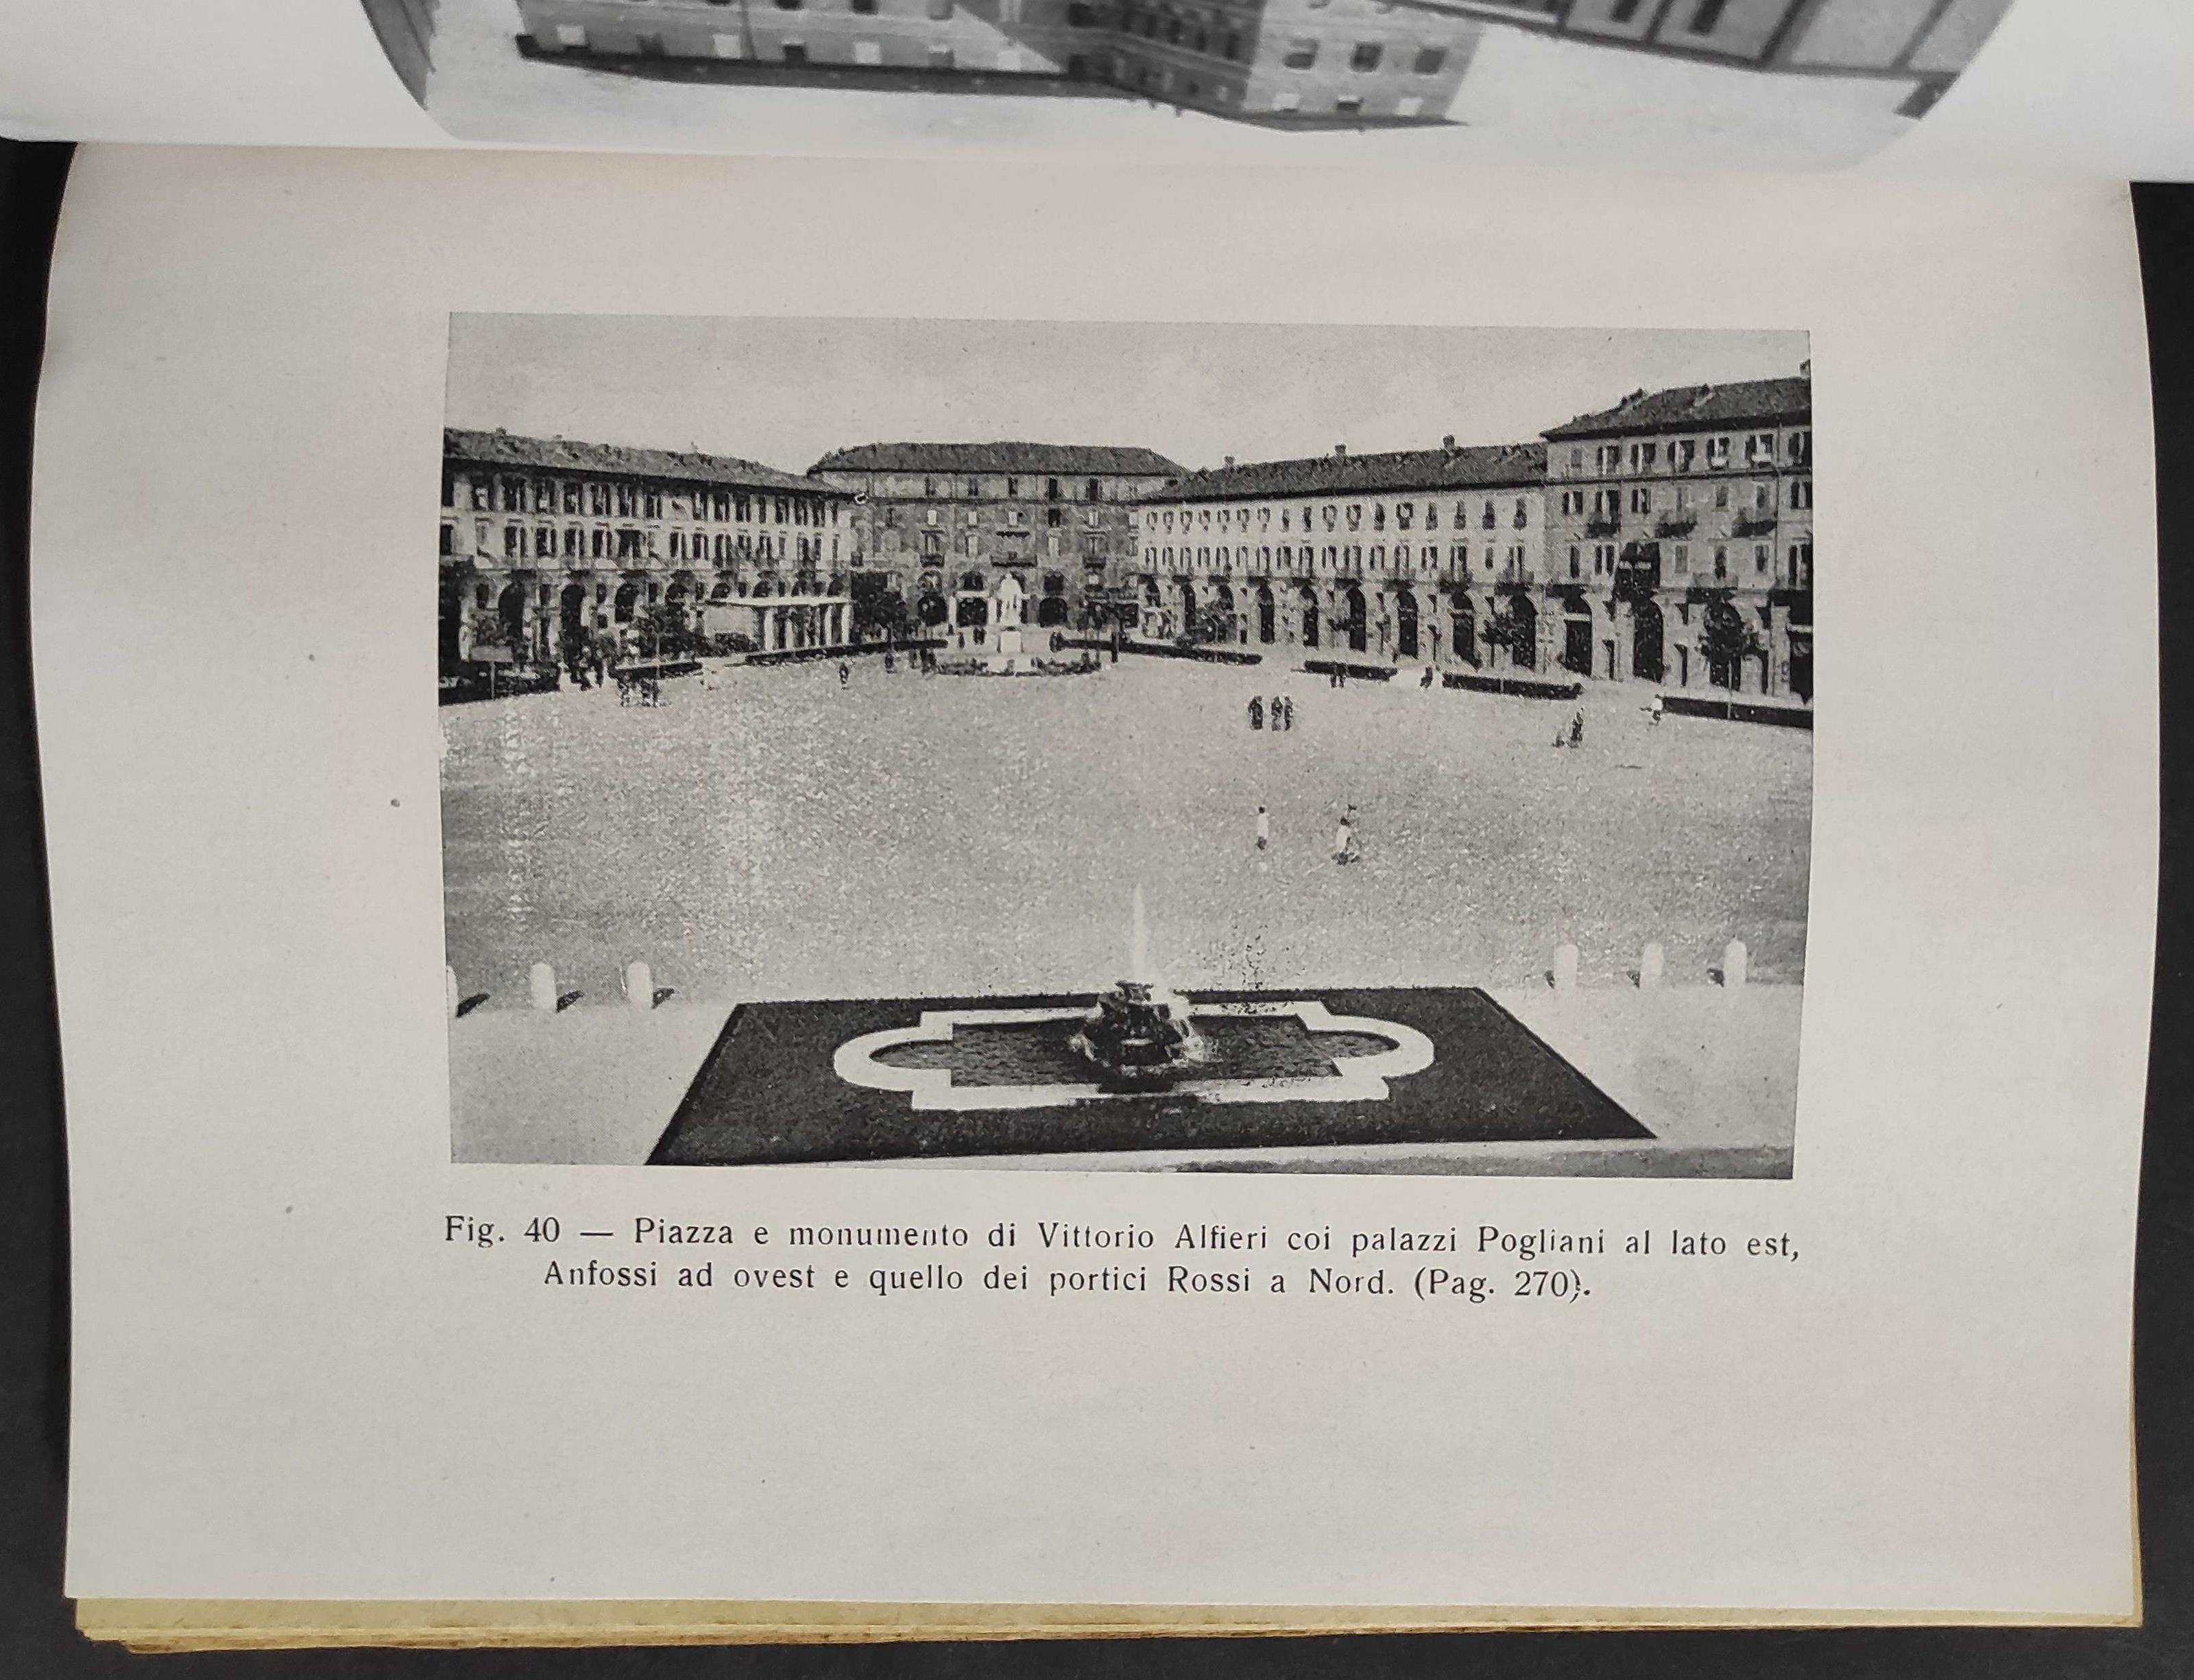 Fig. 40 — Piazza e monumento di Vittorio Alfieri coi palazzi Pogliani al lato est,
Anfossi ad ovest e quello dei portici Rossi a Nord. (Pag. 270).